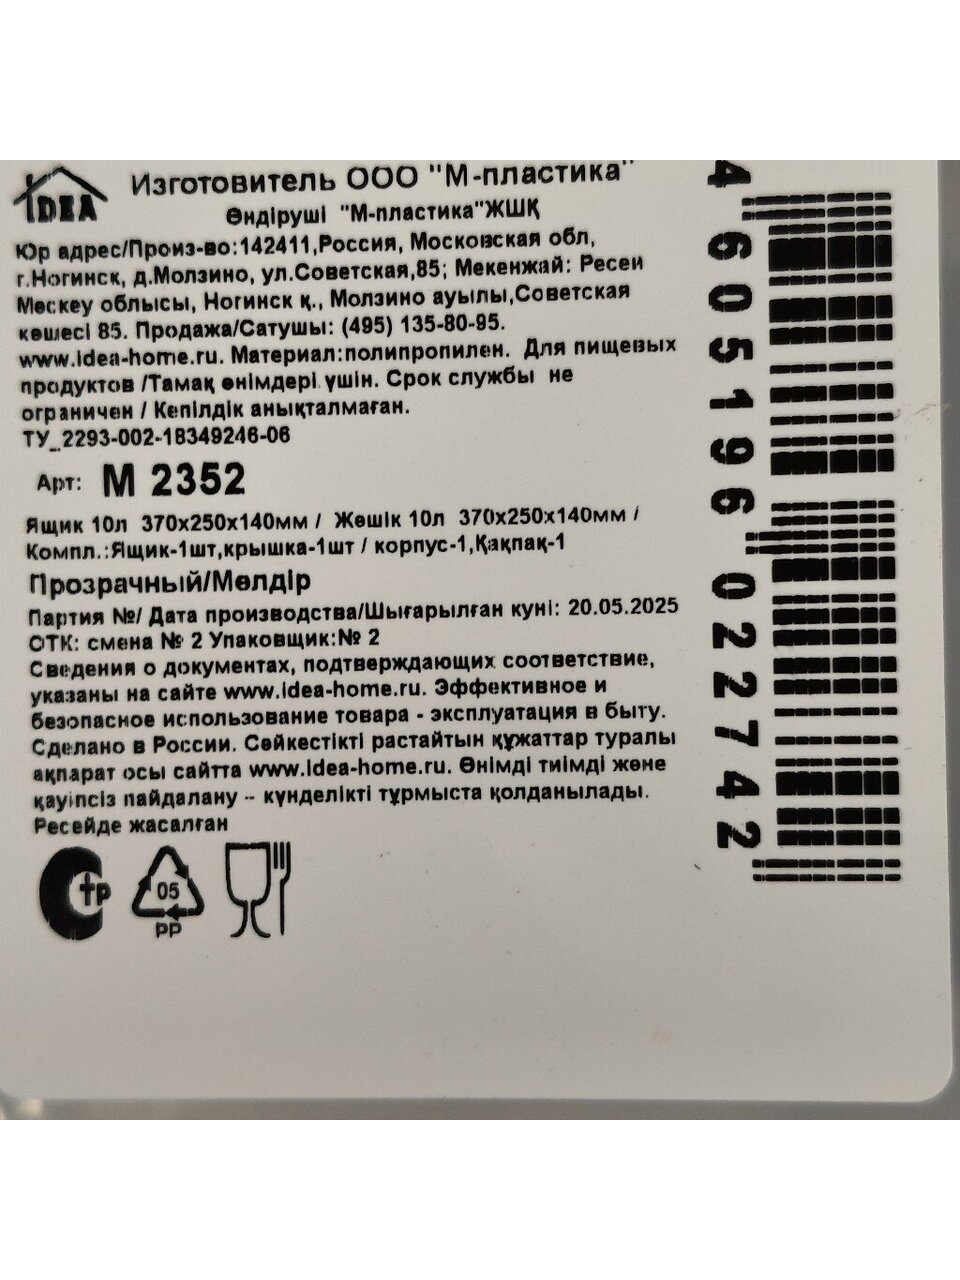 IDEA
Изготовитель ООО "М-пластика"
Өндіруші "М-пластика"ЖШҚ
Юр адрес/Произ-во:142411,Россия, Московская обл,
г.Ногинск, д.Молзино, ул.Советская,85; Мекенжай: Ресеи
Мәскеу облысы, Ногинск қ., Молзино ауылы,Советская
көшесі 85. Продажа/Сатушы: (495) 135-80-95.
www.idea-home.ru. Материал:полипропилен. Для пищевых
продуктов /Тамақ өнімдері үшін. Срок службы не
ограничен / Кепілдік анықталмаған.
ТУ_2293-002-18349246-06
Арт: М 2352
Ящик 10л 370х250х140мм / Жәшік 10л 370х250х140мм /
Компл.:Ящик-1шт,крышка-1шт / корпус-1,Қақпақ-1
Прозрачный/Мөлдір
Партия №/ Дата производства/Шығарылған куні: 20.05.2025
ОТК: смена № 2 Упаковщик:№ 2
Сведения о документах, подтверждающих соответствие,
указаны на сайте www.idea-home.ru. Эффективное и
безопасное использование товара - эксплуатация в быту.
Сделано в России. Сәйкестікті растайтын құжаттар туралы
ақпарат осы сайтта www.idea-home.ru. Өнімді тиімді және
қауіпсіз пайдалану - күнделікті тұрмыста қолданылады.
Ресейде жасалған
СТР
05
PP
4605196022742